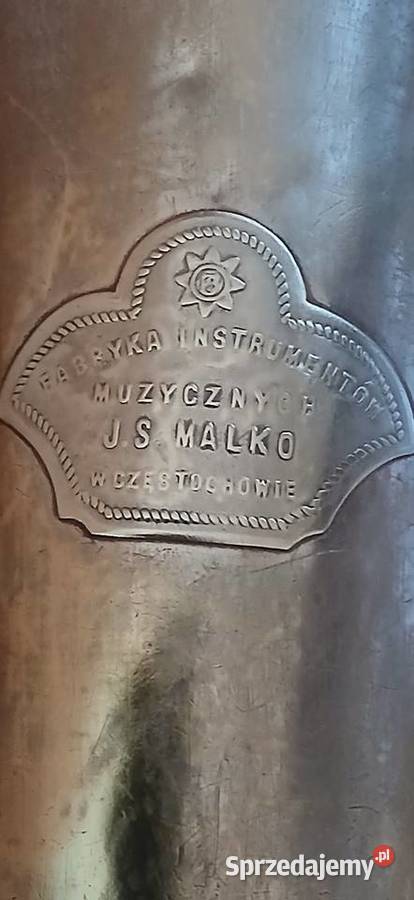 FABRYKA INSTRUMENTÓW
MUZYCZNYCH
J.S. MALKO
W CZĘSTOCHOWIE
Sprzedajemy.pl